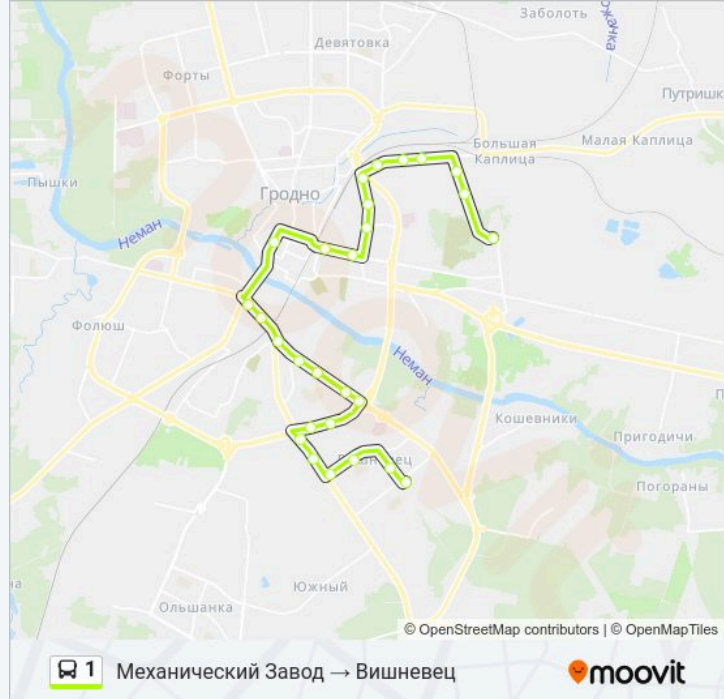 Заболоть
Девятовка
Форты
Путришк
Большая
Каплица
Малая Каплица
Пышки
Гродно
Неман
Фолюш
Неман
Кошевники
Пригодичи
Погораны
Южный
Ольшанка
© OpenStreetMap contributors | © OpenMapTiles
1 Механический Завод → Вишневец
moovit